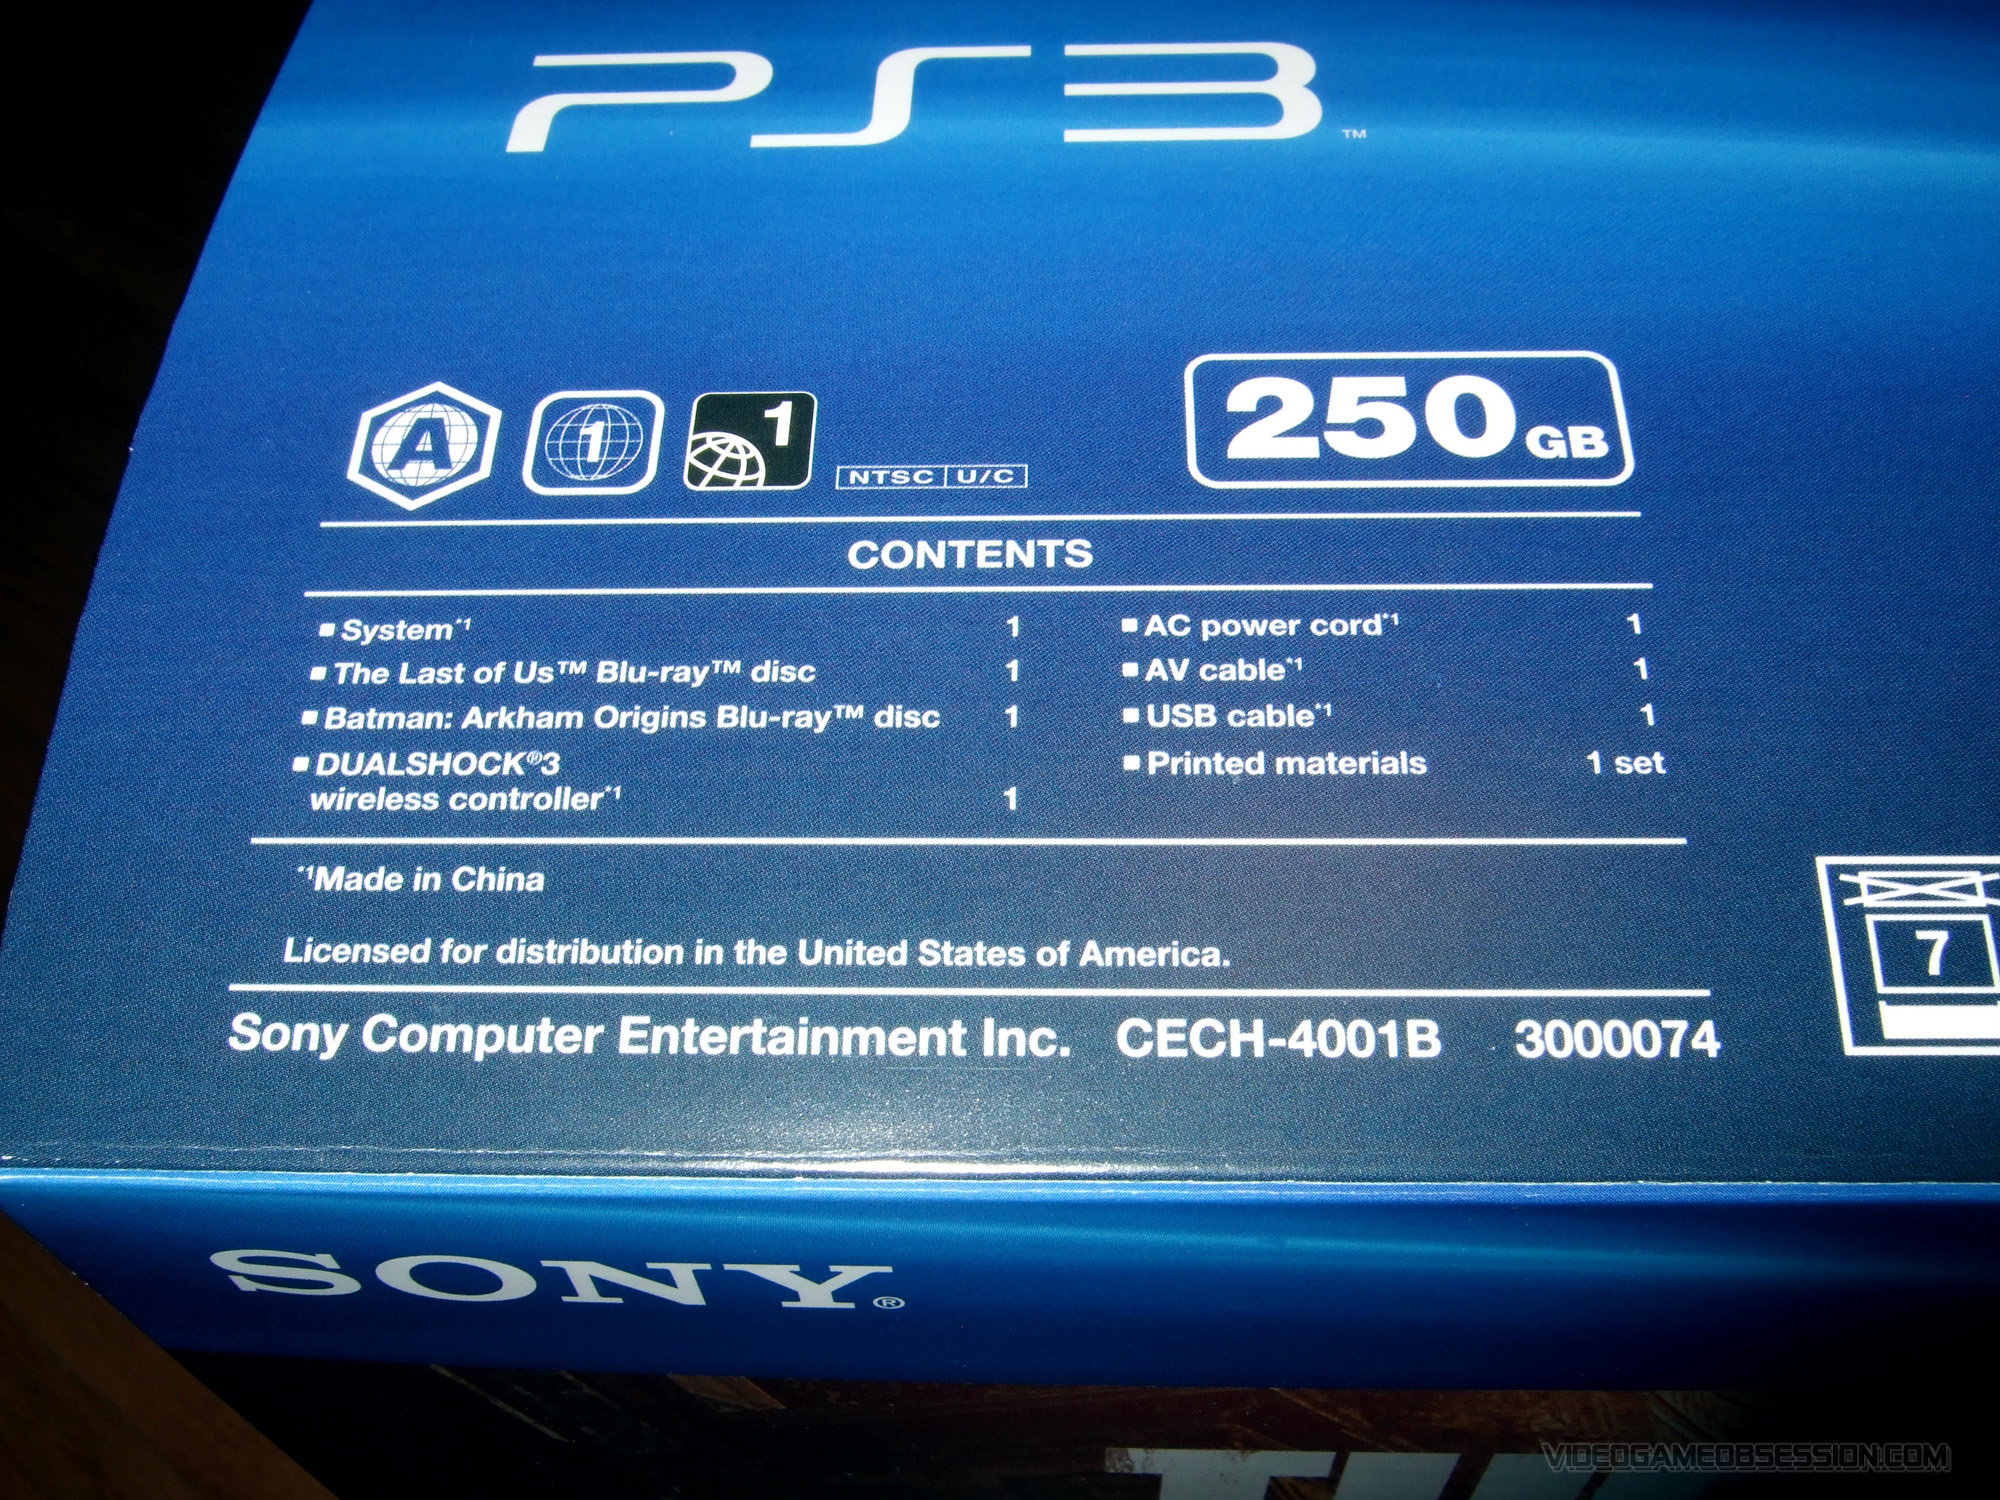 PS3™
A 1 1 NTSC U/C 250 GB
CONTENTS
■ System*1 1
■ The Last of Us™ Blu-ray™ disc 1
■ Batman: Arkham Origins Blu-ray™ disc 1
■ DUALSHOCK®3
wireless controller*1 1
■ AC power cord*1 1
■ AV cable*1 1
■ USB cable*1 1
■ Printed materials 1 set
*1Made in China
Licensed for distribution in the United States of America.
Sony Computer Entertainment Inc. CECH-4001B 3000074
7
SONY®
VIDEOGAMEOBSESSION.COM